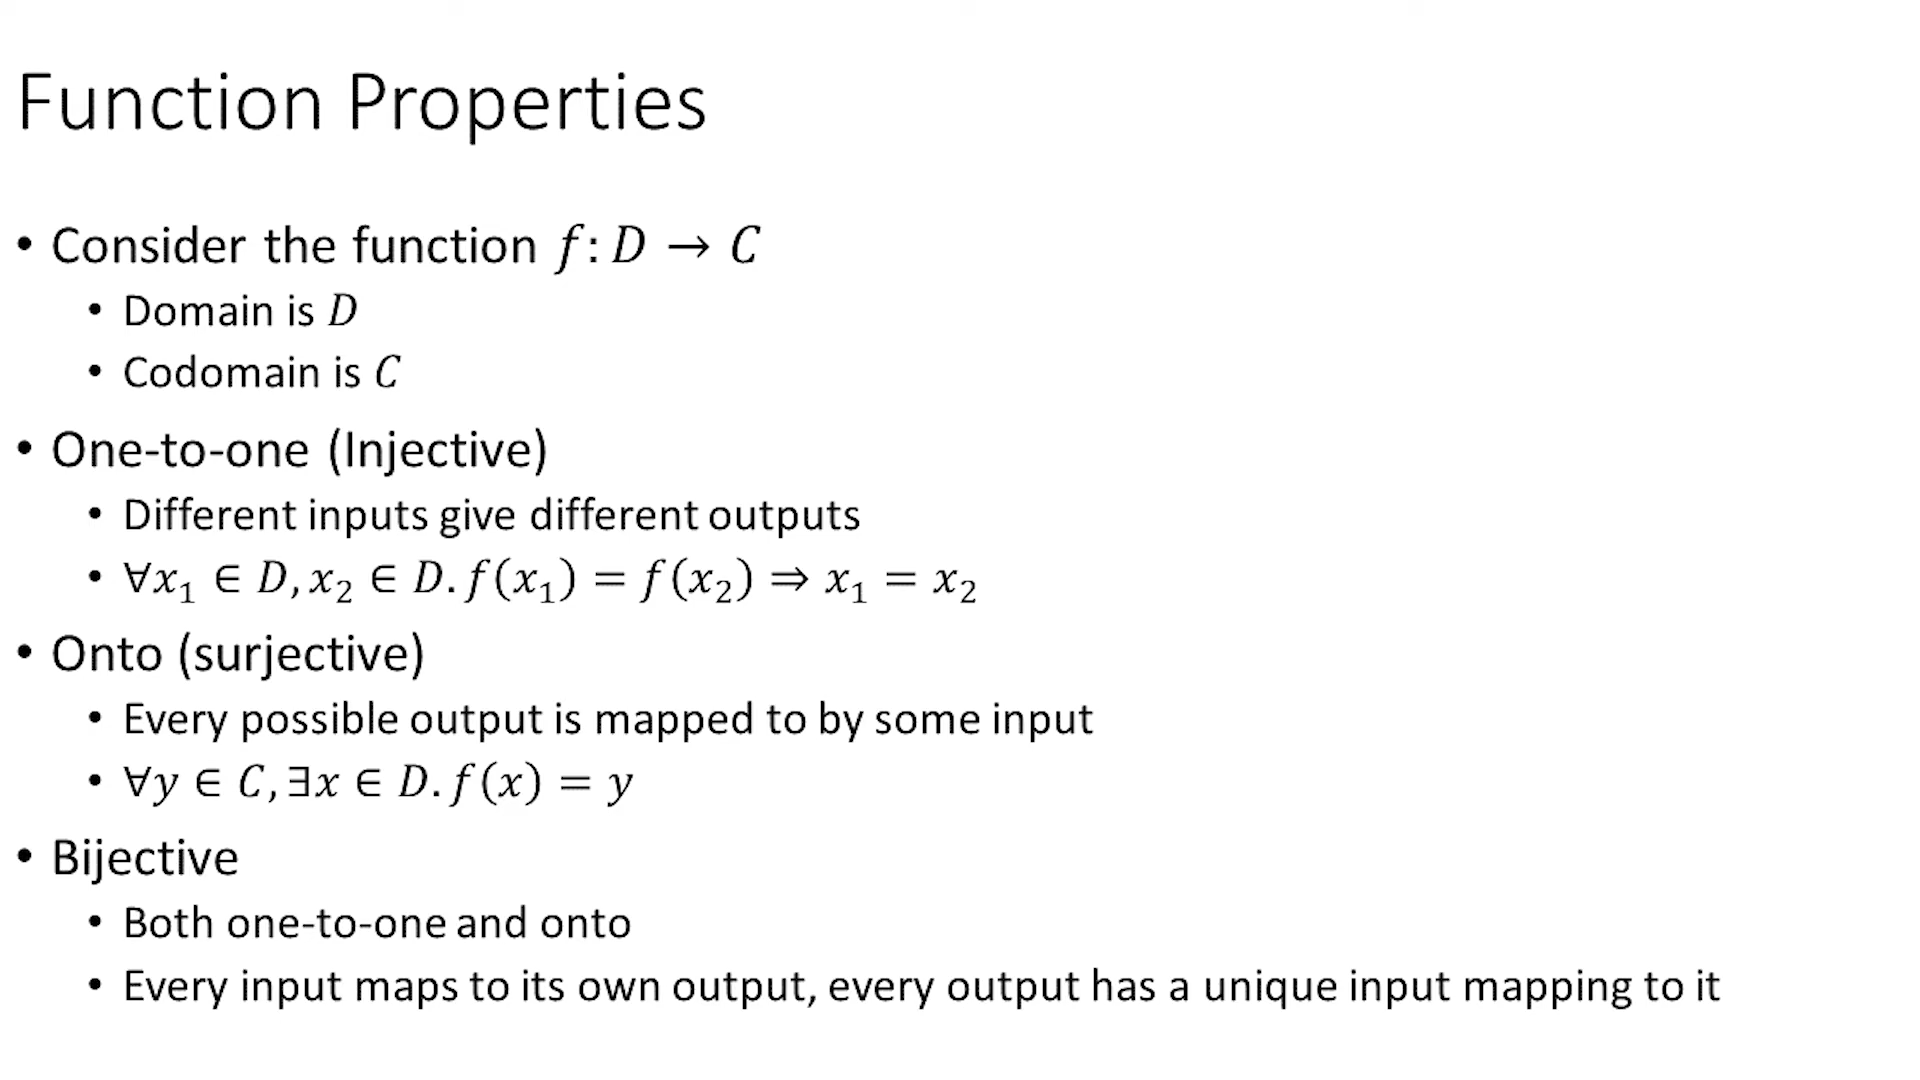 Function Properties
• Consider the function 𝑓: 𝐷 → 𝐶
• Domain is 𝐷
• Codomain is 𝐶
• One-to-one (Injective)
• Different inputs give different outputs
• ∀𝑥₁ ∈ 𝐷, 𝑥₂ ∈ 𝐷. 𝑓(𝑥₁) = 𝑓(𝑥₂) ⇒ 𝑥₁ = 𝑥₂
• Onto (surjective)
• Every possible output is mapped to by some input
• ∀𝑦 ∈ 𝐶, ∃𝑥 ∈ 𝐷. 𝑓(𝑥) = 𝑦
• Bijective
• Both one-to-one and onto
• Every input maps to its own output, every output has a unique input mapping to it